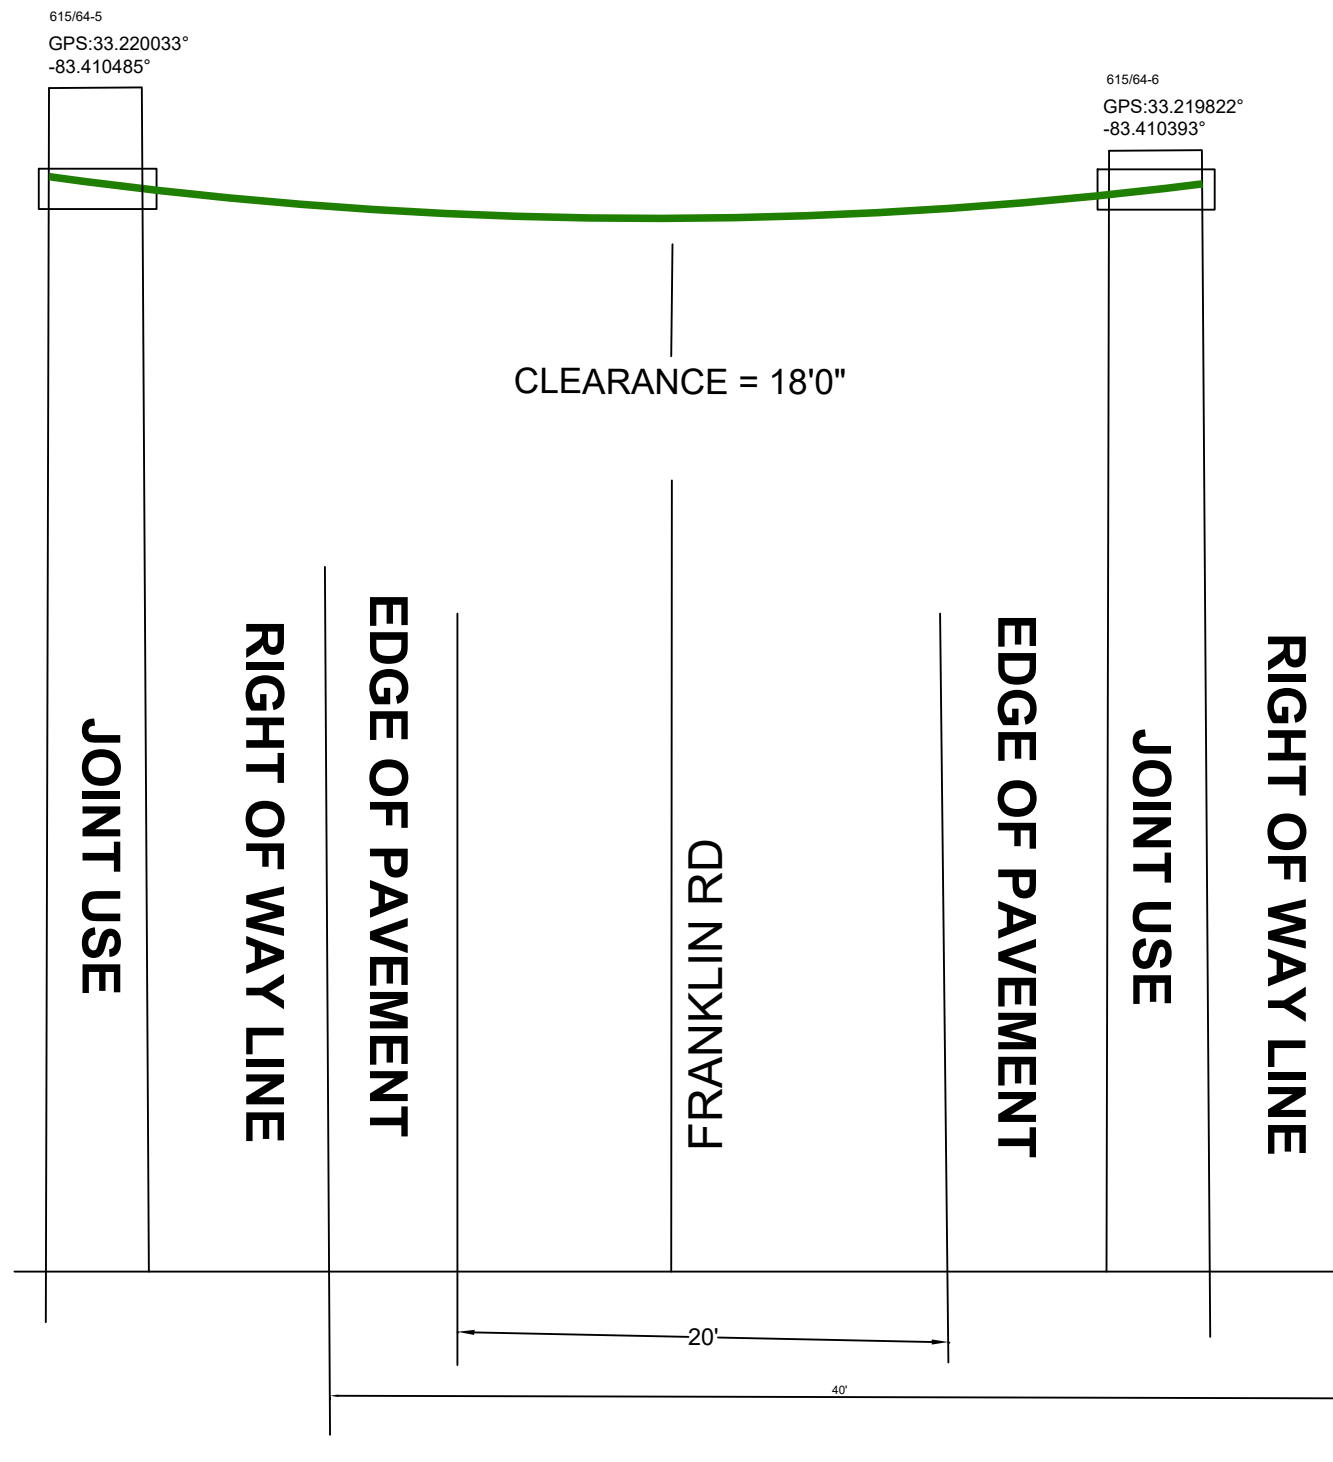 615/64-5
GPS:33.220033°
-83.410485°
615/64-6
GPS:33.219822°
-83.410393°
CLEARANCE = 18'0"
JOINT USE
RIGHT OF WAY LINE
EDGE OF PAVEMENT
FRANKLIN RD
EDGE OF PAVEMENT
JOINT USE
RIGHT OF WAY LINE
20'
40'